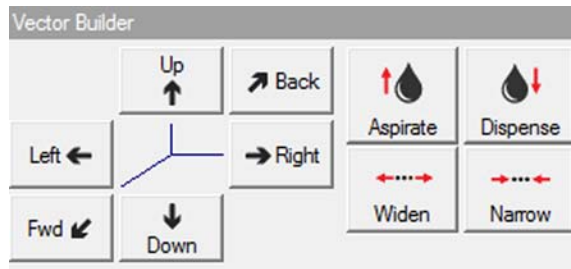 Vector Builder
Up
Back
Aspirate
Dispense
Left
Right
Widen
Narrow
Fwd
Down